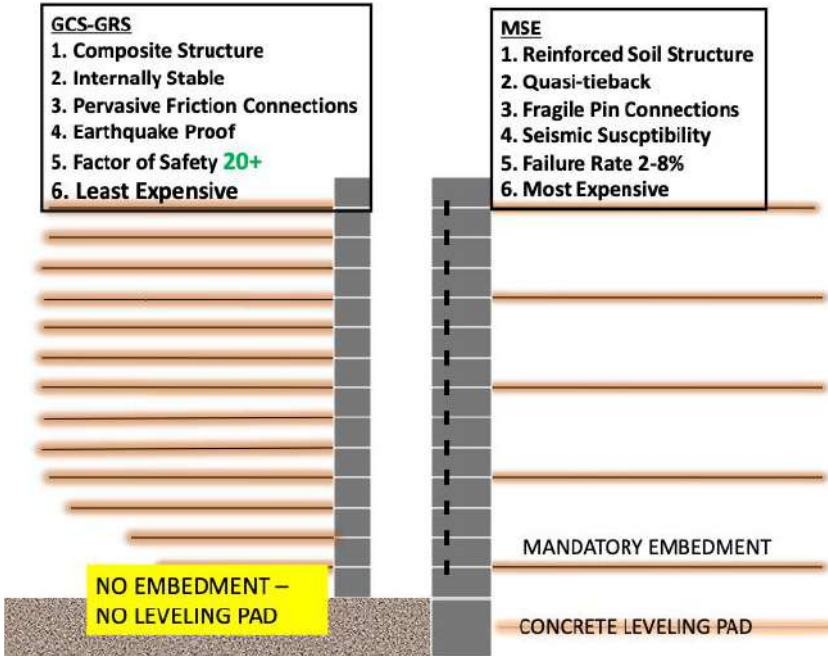 GCS-GRS
1. Composite Structure
2. Internally Stable
3. Pervasive Friction Connections
4. Earthquake Proof
5. Factor of Safety 20+
6. Least Expensive
MSE
1. Reinforced Soil Structure
2. Quasi-tieback
3. Fragile Pin Connections
4. Seismic Suscptibility
5. Failure Rate 2-8%
6. Most Expensive
NO EMBEDMENT –
NO LEVELING PAD
MANDATORY EMBEDMENT
CONCRETE LEVELING PAD